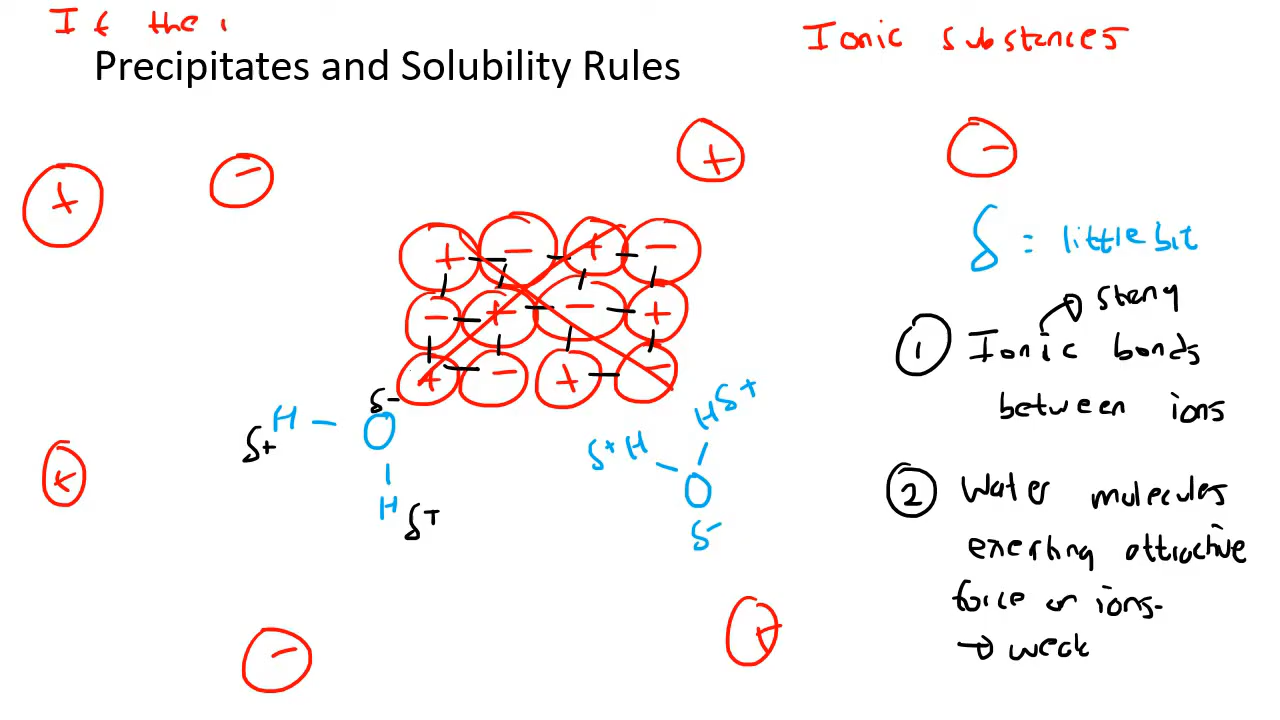 If the
Ionic substances
Precipitates and Solubility Rules
+
-
+
-
δ = little bit
+ - + -
- + - +
+ - + -
strong
① Ionic bonds
between ions
δ-
δ+ H - O
H δ+
H δ+
δ+ H
O
δ-
+
② Water molecules
exerting attractive
force on ions.
→ weak
-
+